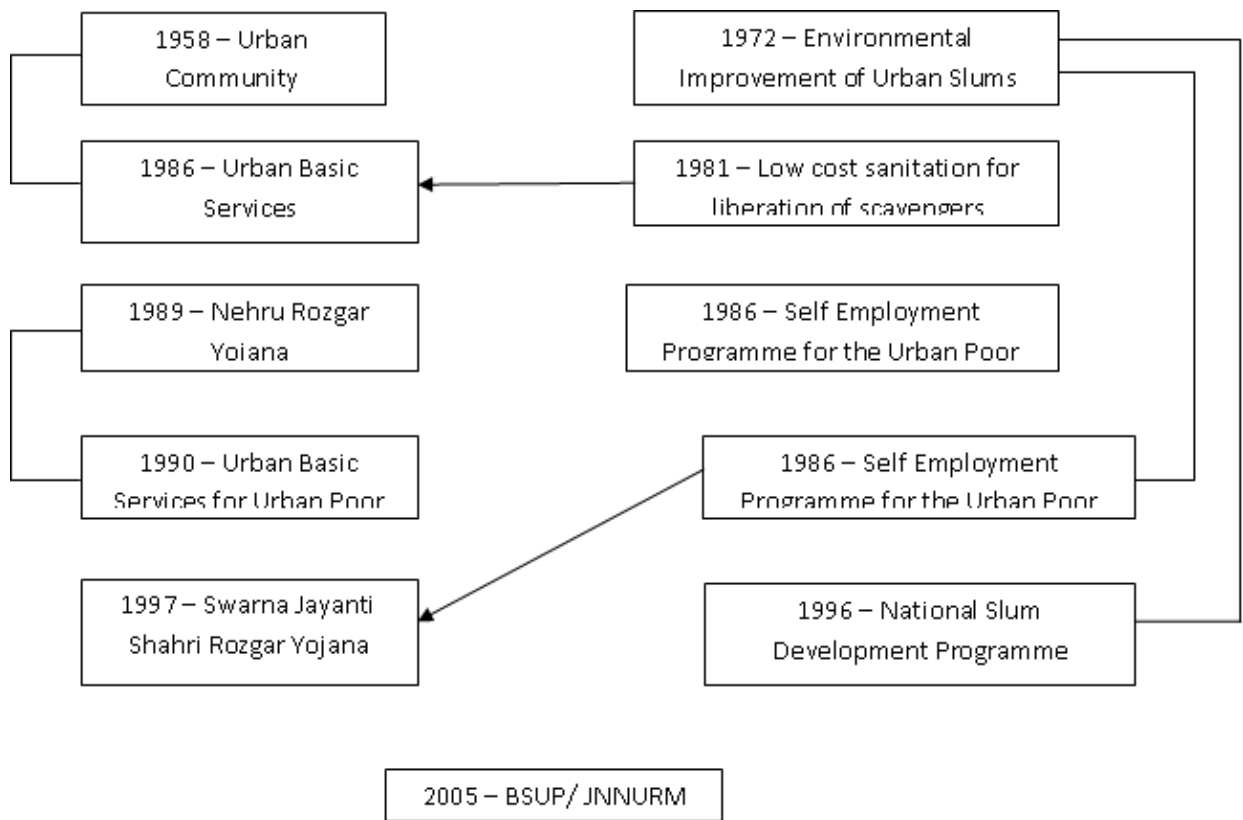 1958 – Urban
Community
1972 – Environmental
Improvement of Urban Slums
1986 – Urban Basic
Services
1981 – Low cost sanitation for
liberation of scavengers
1989 – Nehru Rozgar
Yojana
1986 – Self Employment
Programme for the Urban Poor
1990 – Urban Basic
Services for Urban Poor
1986 – Self Employment
Programme for the Urban Poor
1997 – Swarna Jayanti
Shahri Rozgar Yojana
1996 – National Slum
Development Programme
2005 – BSUP/ JNNURM